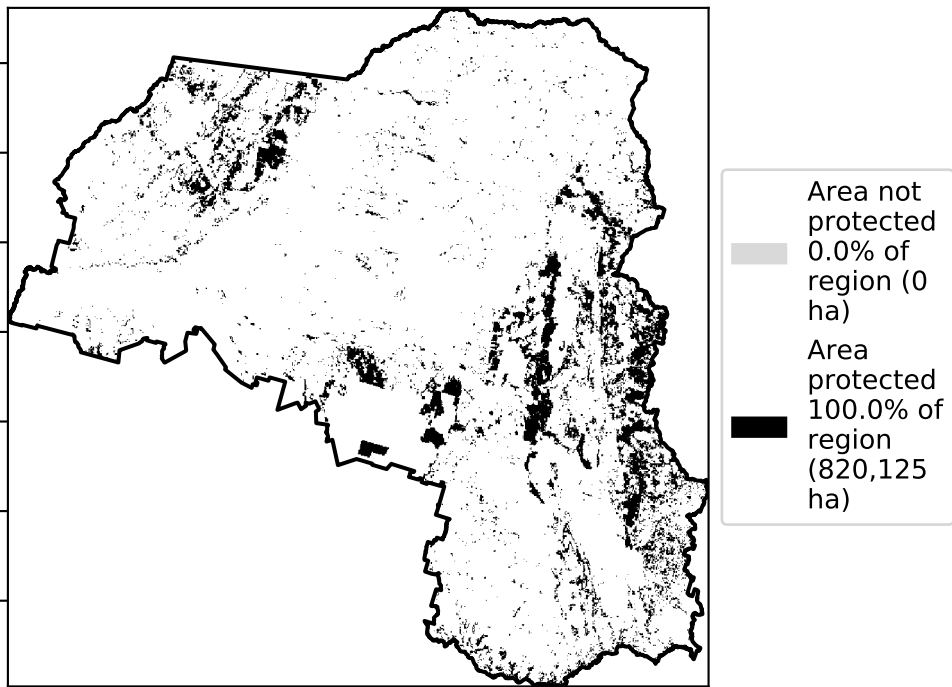 Area not
protected
0.0% of
region (0
ha)
Area
protected
100.0% of
region
(820,125
ha)